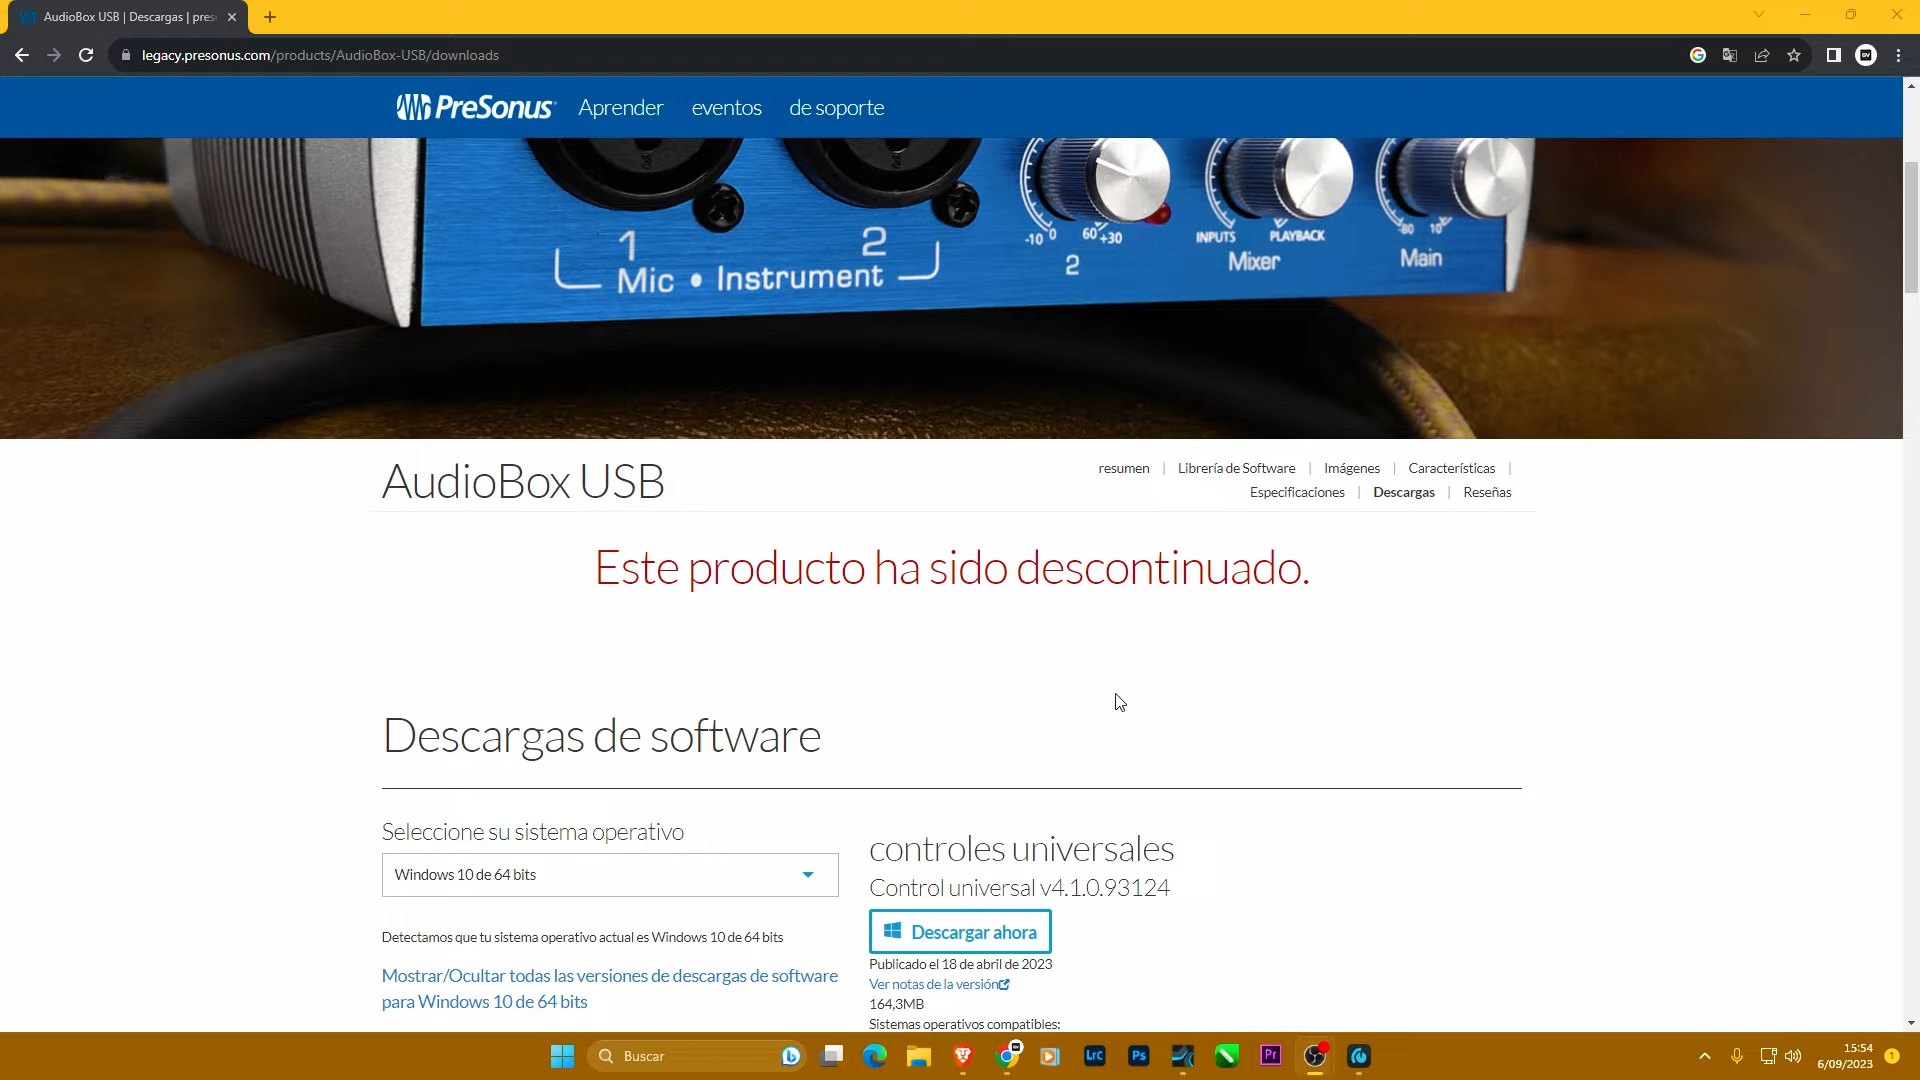 AudioBox USB | Descargas | pres
legacy.presonus.com/products/AudioBox-USB/downloads
PreSonus Aprender eventos de soporte
1 2
Mic • Instrument
-10 0 60 +30
2
INPUTS PLAYBACK
Mixer
-80 10
Main
AudioBox USB
resumen | Librería de Software | Imágenes | Características |
Especificaciones | Descargas | Reseñas
Este producto ha sido descontinuado.
Descargas de software
Seleccione su sistema operativo
Windows 10 de 64 bits
Detectamos que tu sistema operativo actual es Windows 10 de 64 bits
Mostrar/Ocultar todas las versiones de descargas de software
para Windows 10 de 64 bits
controles universales
Control universal v4.1.0.93124
Descargar ahora
Publicado el 18 de abril de 2023
Ver notas de la versión
164,3MB
Sistemas operativos compatibles:
Buscar
Lrc
Ps
Pr
15:54
6/09/2023
1